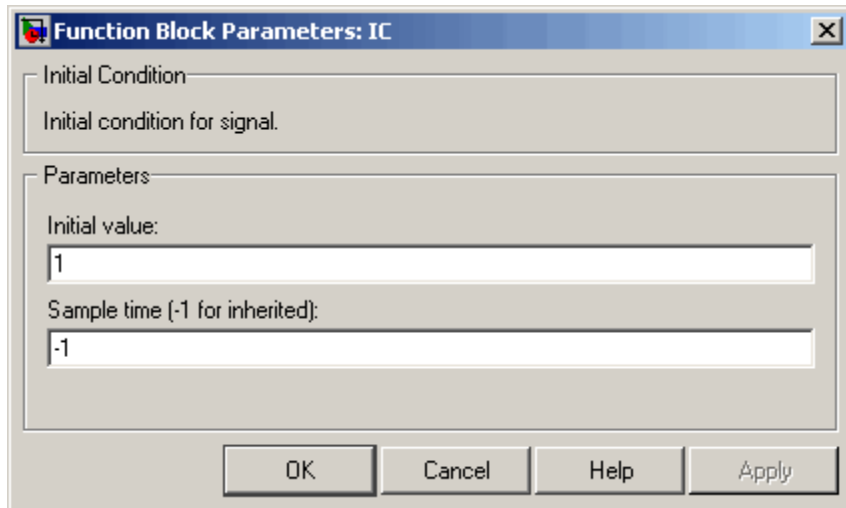 Function Block Parameters: IC
Initial Condition
Initial condition for signal.
Parameters
Initial value:
1
Sample time (-1 for inherited):
-1
OK Cancel Help Apply